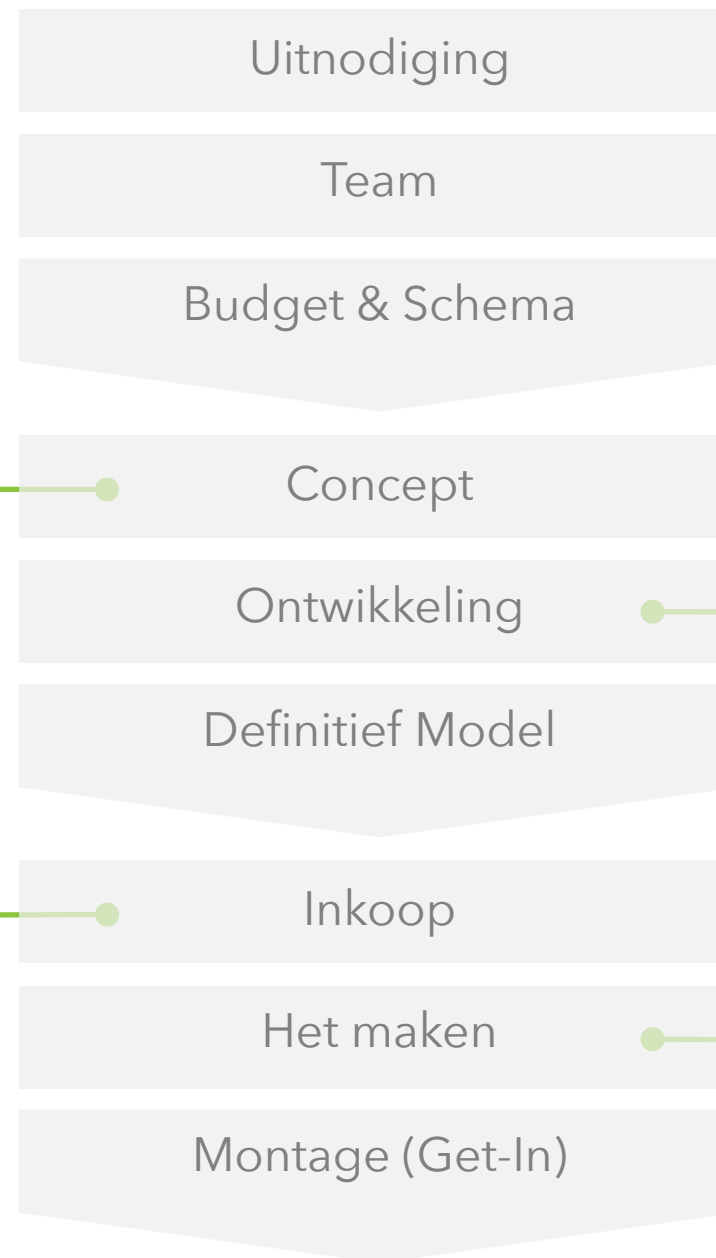 Uitnodiging
Team
Budget & Schema
Concept
Ontwikkeling
Definitief Model
Inkoop
Het maken
Montage (Get-In)